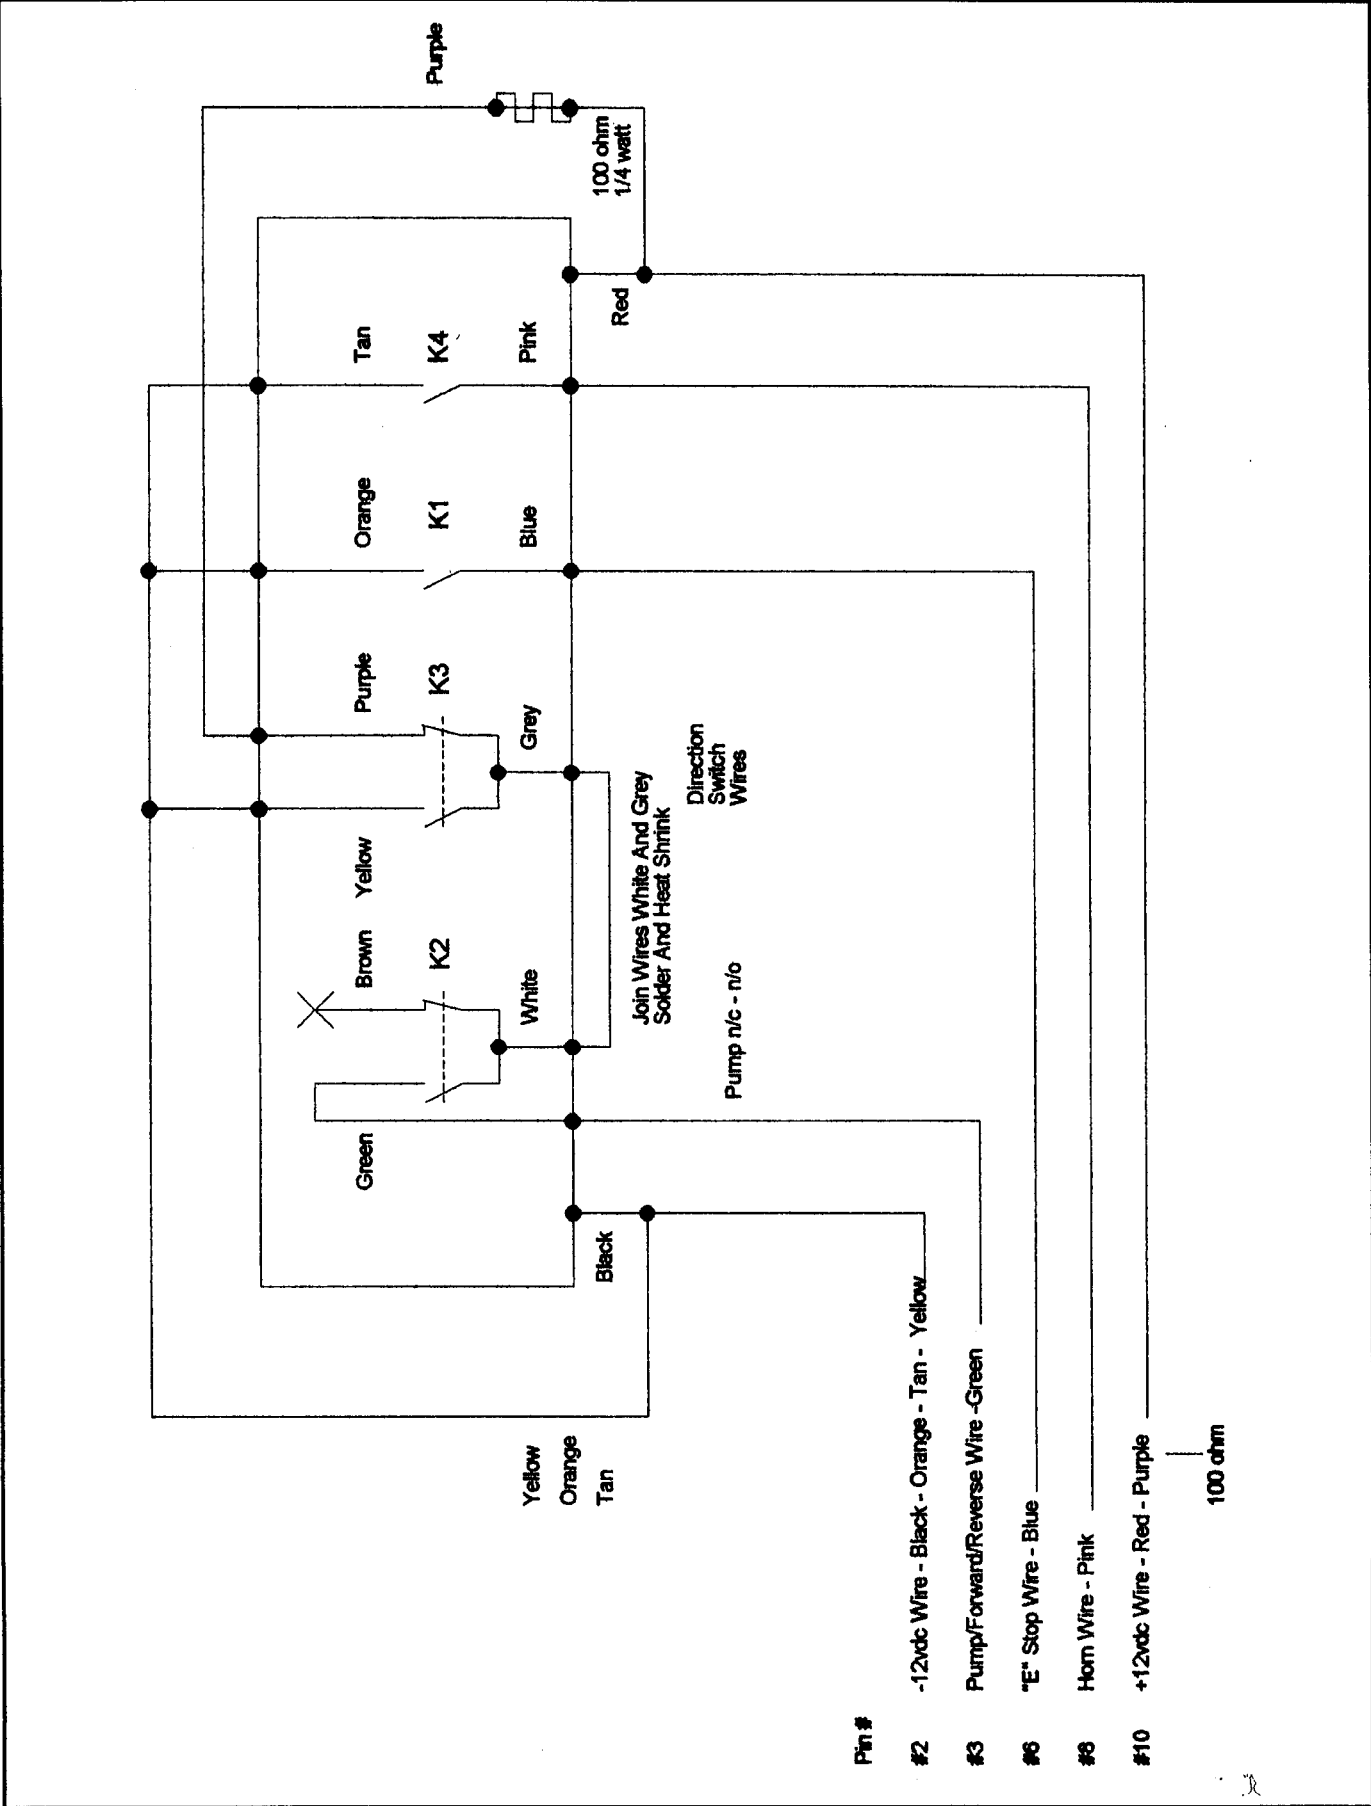 Purple
100 ohm
1/4 watt
Tan
K4
Pink
Red
Orange
K1
Blue
Purple
K3
Grey
Direction
Switch
Wires
Yellow
Brown
K2
White
Join Wires White And Grey
Solder And Heat Shrink
Pump n/c - n/o
Green
Black
Yellow
Orange
Tan
Pin #
#2 -12vdc Wire - Black - Orange - Tan - Yellow
#3 Pump/Forward/Reverse Wire -Green
#6 "E" Stop Wire - Blue
#8 Horn Wire - Pink
#10 +12vdc Wire - Red - Purple
100 ohm